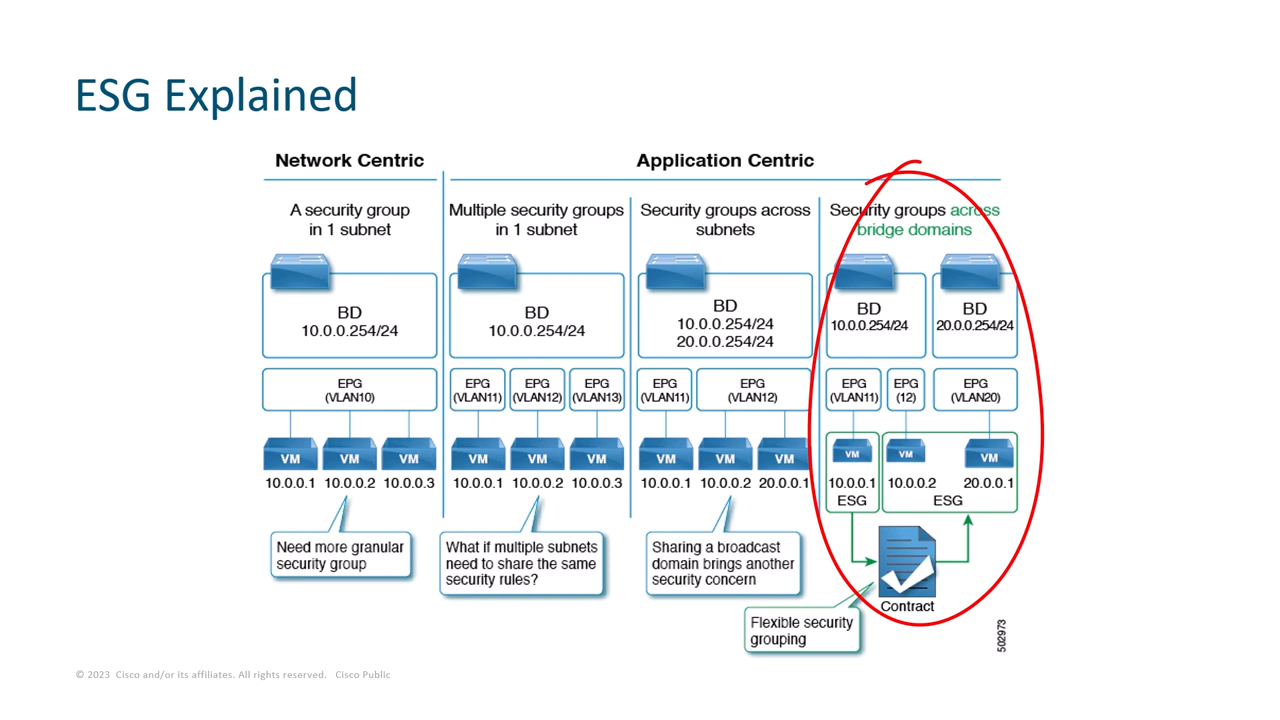 ESG Explained
Network Centric
Application Centric
A security group
in 1 subnet
BD
10.0.0.254/24
EPG
(VLAN10)
VM
VM
VM
10.0.0.1
10.0.0.2
10.0.0.3
Need more granular
security group
Multiple security groups
in 1 subnet
BD
10.0.0.254/24
EPG
(VLAN11)
EPG
(VLAN12)
EPG
(VLAN13)
VM
VM
VM
10.0.0.1
10.0.0.2
10.0.0.3
What if multiple subnets
need to share the same
security rules?
Security groups across
subnets
BD
10.0.0.254/24
20.0.0.254/24
EPG
(VLAN11)
EPG
(VLAN12)
VM
VM
VM
10.0.0.1
10.0.0.2
20.0.0.1
Sharing a broadcast
domain brings another
security concern
Security groups across
bridge domains
BD
10.0.0.254/24
BD
20.0.0.254/24
EPG
(VLAN11)
EPG
(12)
EPG
(VLAN20)
VM
VM
VM
10.0.0.1
10.0.0.2
20.0.0.1
ESG
ESG
Contract
Flexible security
grouping
502973
© 2023 Cisco and/or its affiliates. All rights reserved. Cisco Public